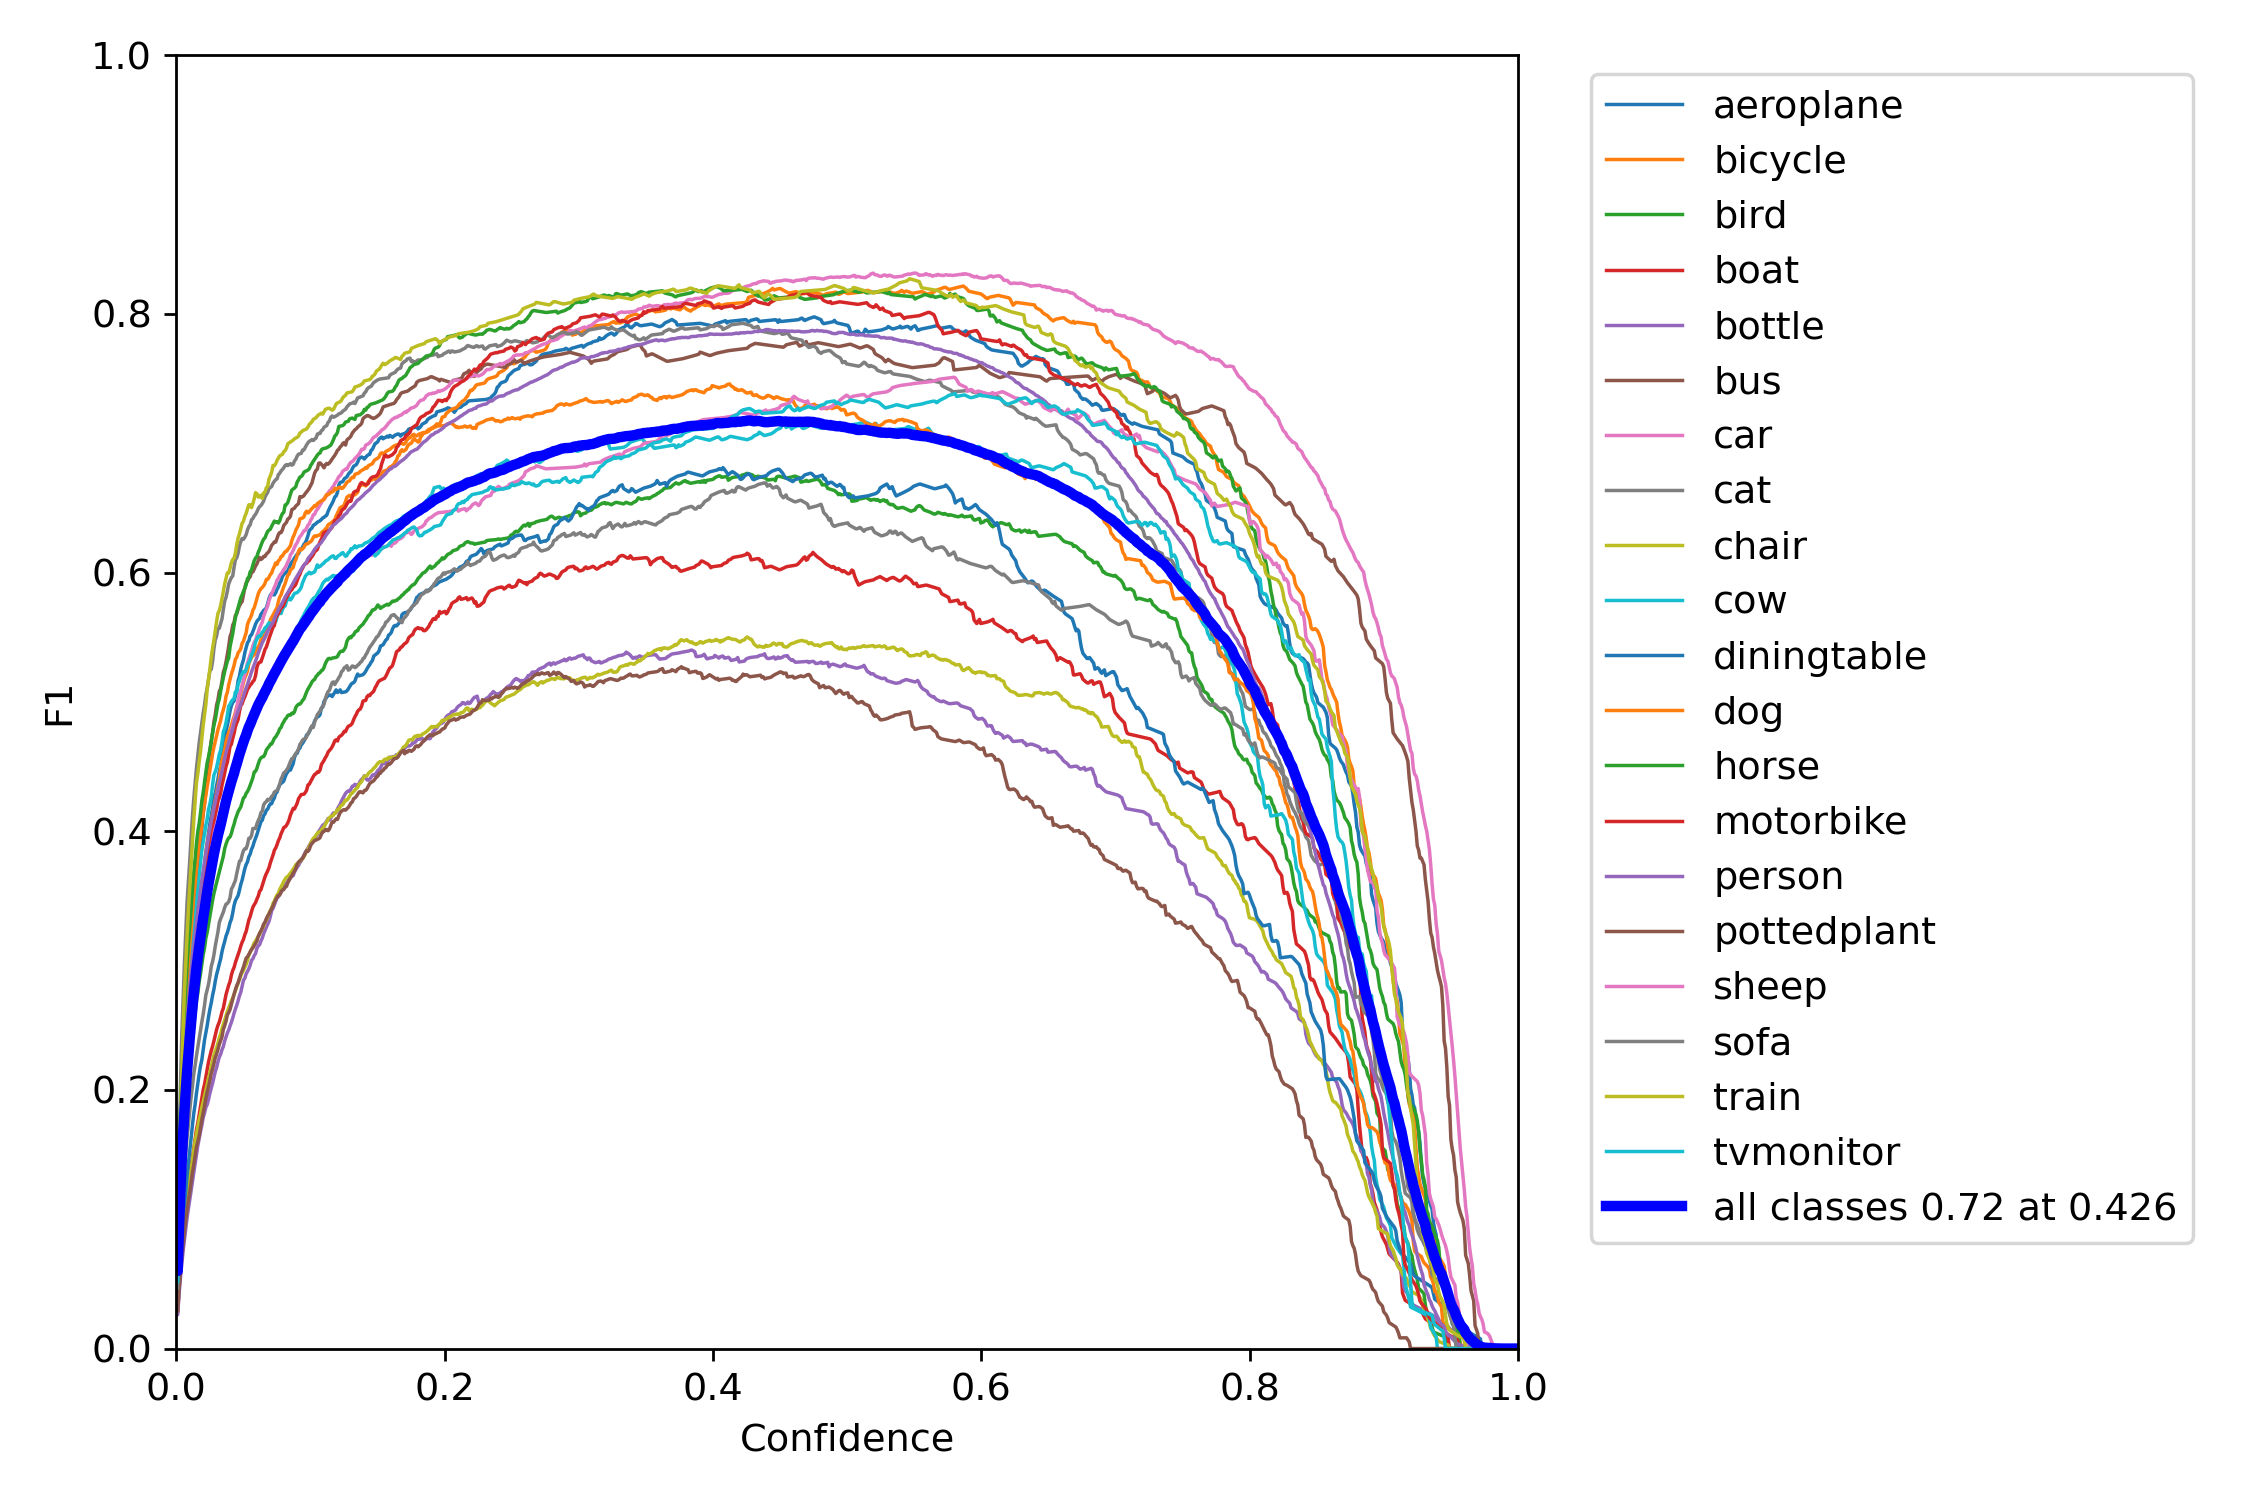 1.0
0.8
0.6
0.4
0.2
0.0
F1
0.0 0.2 0.4 0.6 0.8 1.0
Confidence
aeroplane
bicycle
bird
boat
bottle
bus
car
cat
chair
cow
diningtable
dog
horse
motorbike
person
pottedplant
sheep
sofa
train
tvmonitor
all classes 0.72 at 0.426